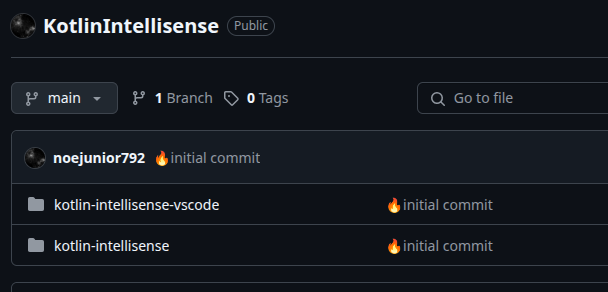 KotlinIntellisense Public
main 1 Branch 0 Tags Go to file
noejunior792 🔥initial commit
kotlin-intellisense-vscode 🔥initial commit
kotlin-intellisense 🔥initial commit